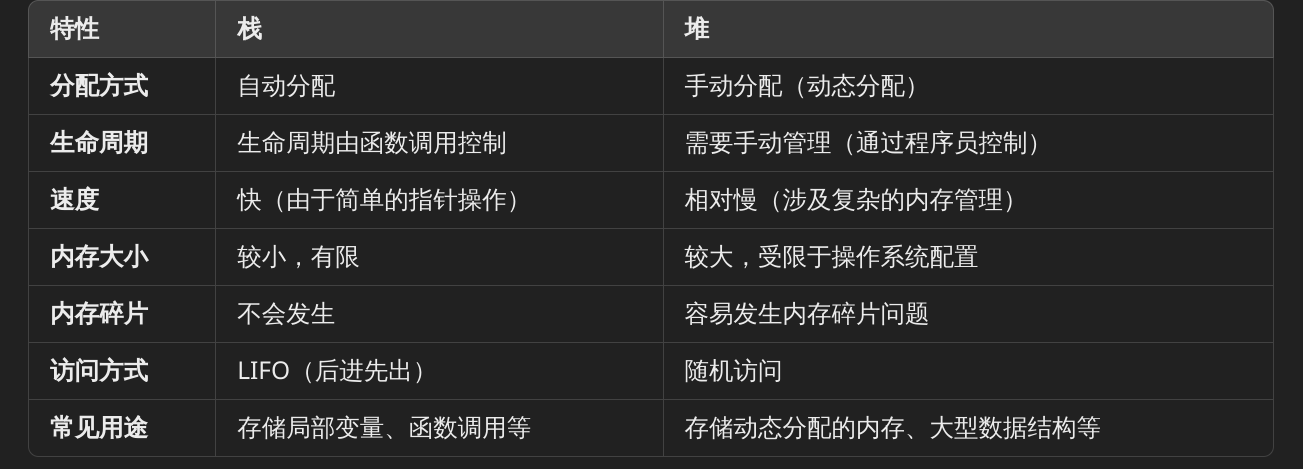 特性 栈 堆
分配方式 自动分配 手动分配（动态分配）
生命周期 生命周期由函数调用控制 需要手动管理（通过程序员控制）
速度 快（由于简单的指针操作） 相对慢（涉及复杂的内存管理）
内存大小 较小，有限 较大，受限于操作系统配置
内存碎片 不会发生 容易发生内存碎片问题
访问方式 LIFO（后进先出） 随机访问
常见用途 存储局部变量、函数调用等 存储动态分配的内存、大型数据结构等